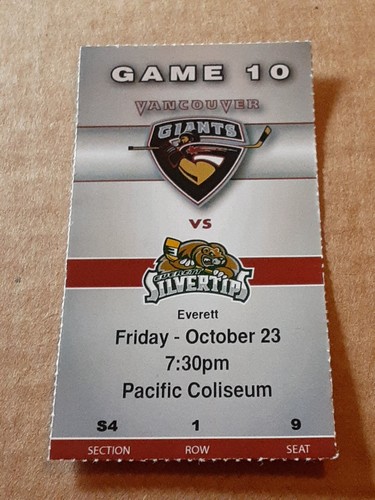 GAME 10
VANCOUVER
GIANTS
VS
EVERETT
SILVERTIPS
Everett
Friday - October 23
7:30pm
Pacific Coliseum
S4 1 9
SECTION ROW SEAT